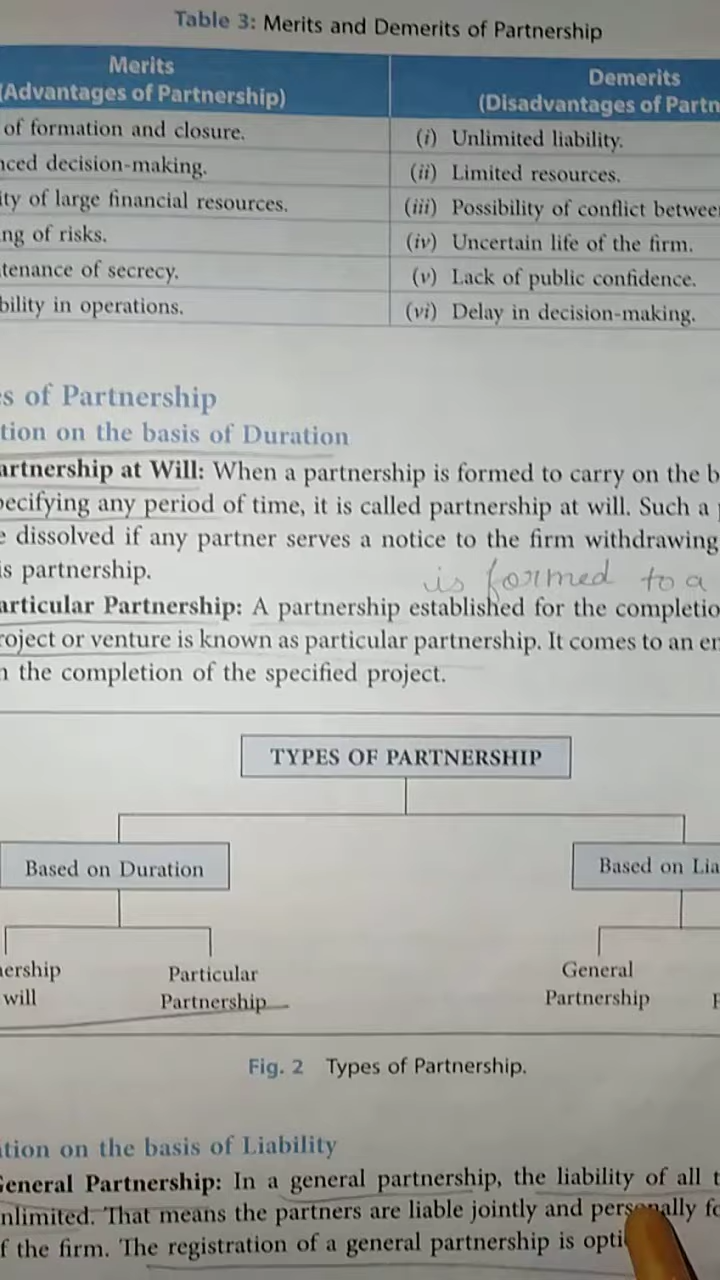 Table 3: Merits and Demerits of Partnership
Merits
(Advantages of Partnership)
Demerits
(Disadvantages of Partn
of formation and closure.
(i) Unlimited liability.
nced decision-making.
(ii) Limited resources.
ity of large financial resources.
(iii) Possibility of conflict between
ng of risks.
(iv) Uncertain life of the firm.
tenance of secrecy.
(v) Lack of public confidence.
bility in operations.
(vi) Delay in decision-making.
s of Partnership
tion on the basis of Duration
artnership at Will: When a partnership is formed to carry on the b
pecifying any period of time, it is called partnership at will. Such a
e dissolved if any partner serves a notice to the firm withdrawing
is partnership.
is formed to a
articular Partnership: A partnership established for the completio
roject or venture is known as particular partnership. It comes to an en
n the completion of the specified project.
TYPES OF PARTNERSHIP
Based on Duration
Based on Lia
nership
will
Particular
Partnership
General
Partnership
Fig. 2 Types of Partnership.
ation on the basis of Liability
General Partnership: In a general partnership, the liability of all t
nlimited. That means the partners are liable jointly and personally fo
f the firm. The registration of a general partnership is opti